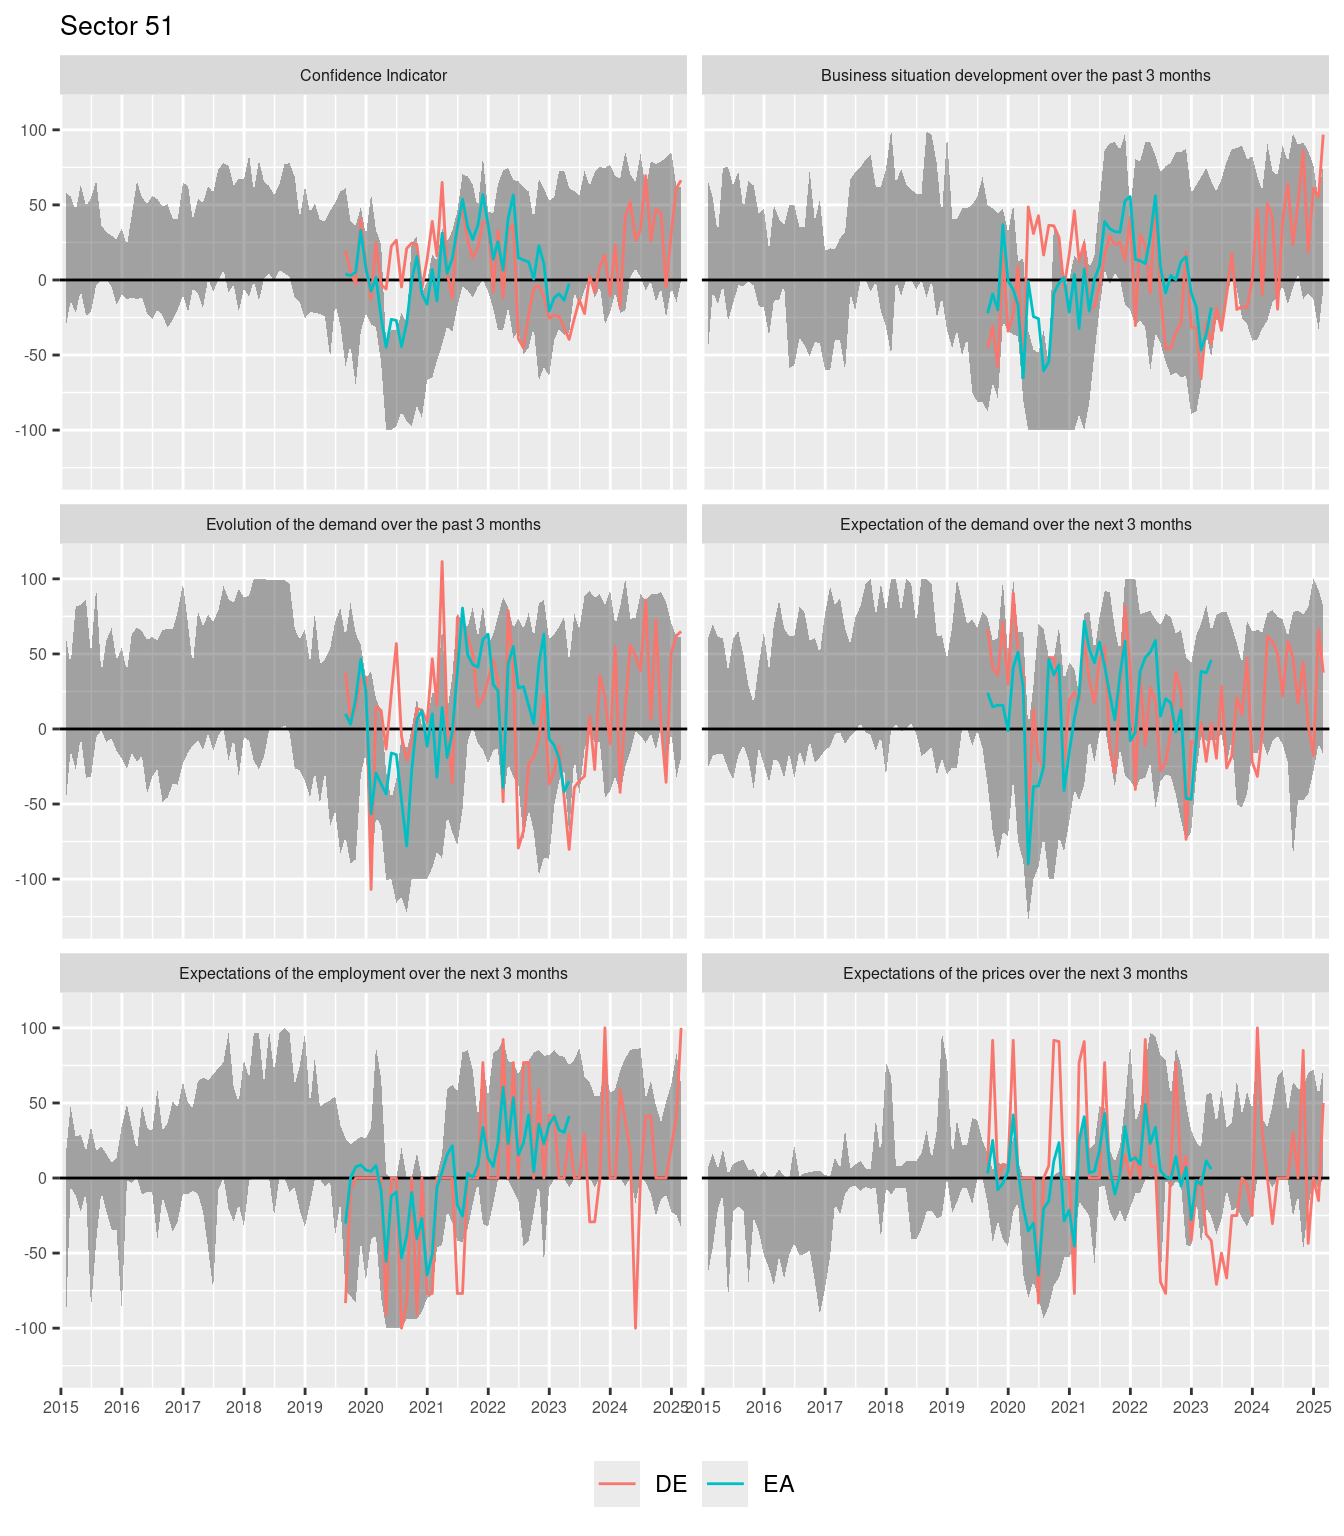 Sector 51
Confidence Indicator
Business situation development over the past 3 months
100
50
0
-50
-100
Evolution of the demand over the past 3 months
Expectation of the demand over the next 3 months
100
50
0
-50
-100
Expectations of the employment over the next 3 months
Expectations of the prices over the next 3 months
100
50
0
-50
-100
2015 2016 2017 2018 2019 2020 2021 2022 2023 2024 2025
2015 2016 2017 2018 2019 2020 2021 2022 2023 2024 2025
DE EA